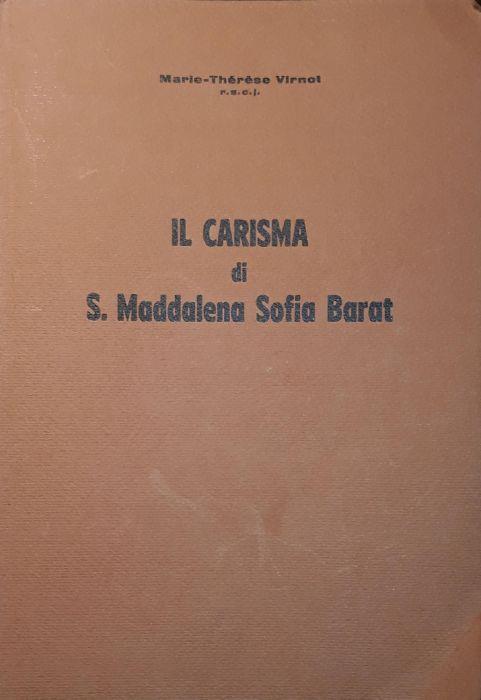 Marie-Thérèse Virnot
r.s.c.j.
IL CARISMA
di
S. Maddalena Sofia Barat